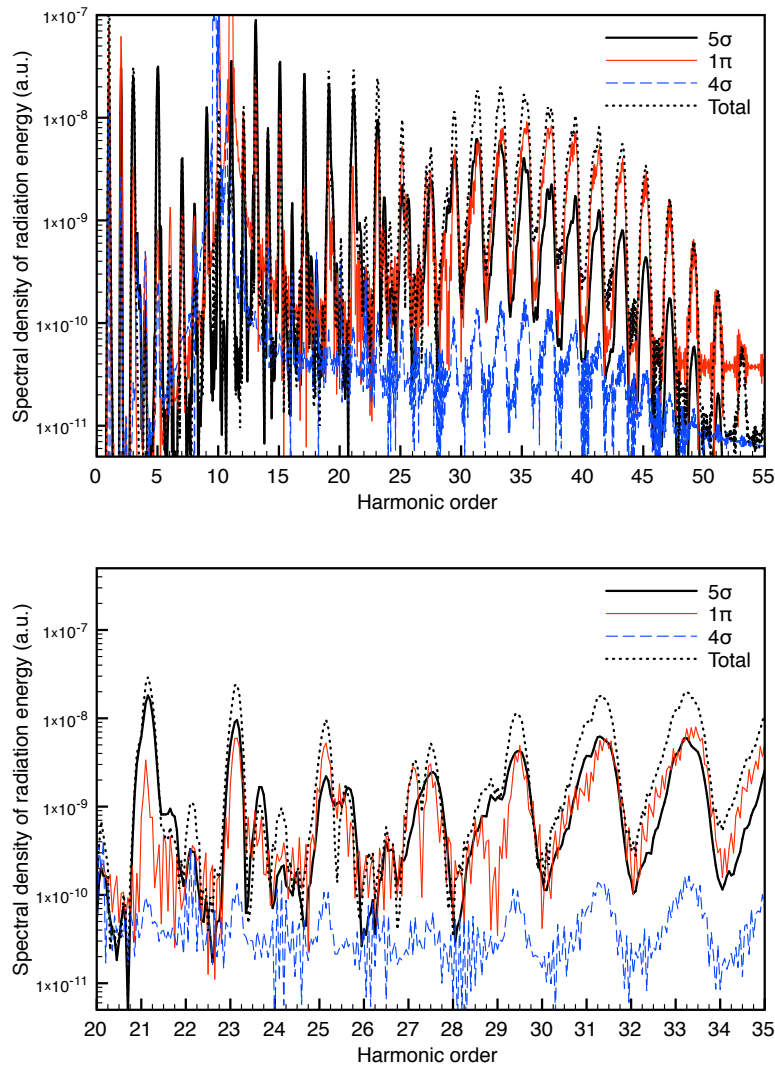 Spectral density of radiation energy (a.u.)
1x10⁻⁷
1x10⁻⁸
1x10⁻⁹
1x10⁻¹⁰
1x10⁻¹¹
5σ
1π
4σ
Total
0 5 10 15 20 25 30 35 40 45 50 55
Harmonic order
Spectral density of radiation energy (a.u.)
1x10⁻⁷
1x10⁻⁸
1x10⁻⁹
1x10⁻¹⁰
1x10⁻¹¹
5σ
1π
4σ
Total
20 21 22 23 24 25 26 27 28 29 30 31 32 33 34 35
Harmonic order